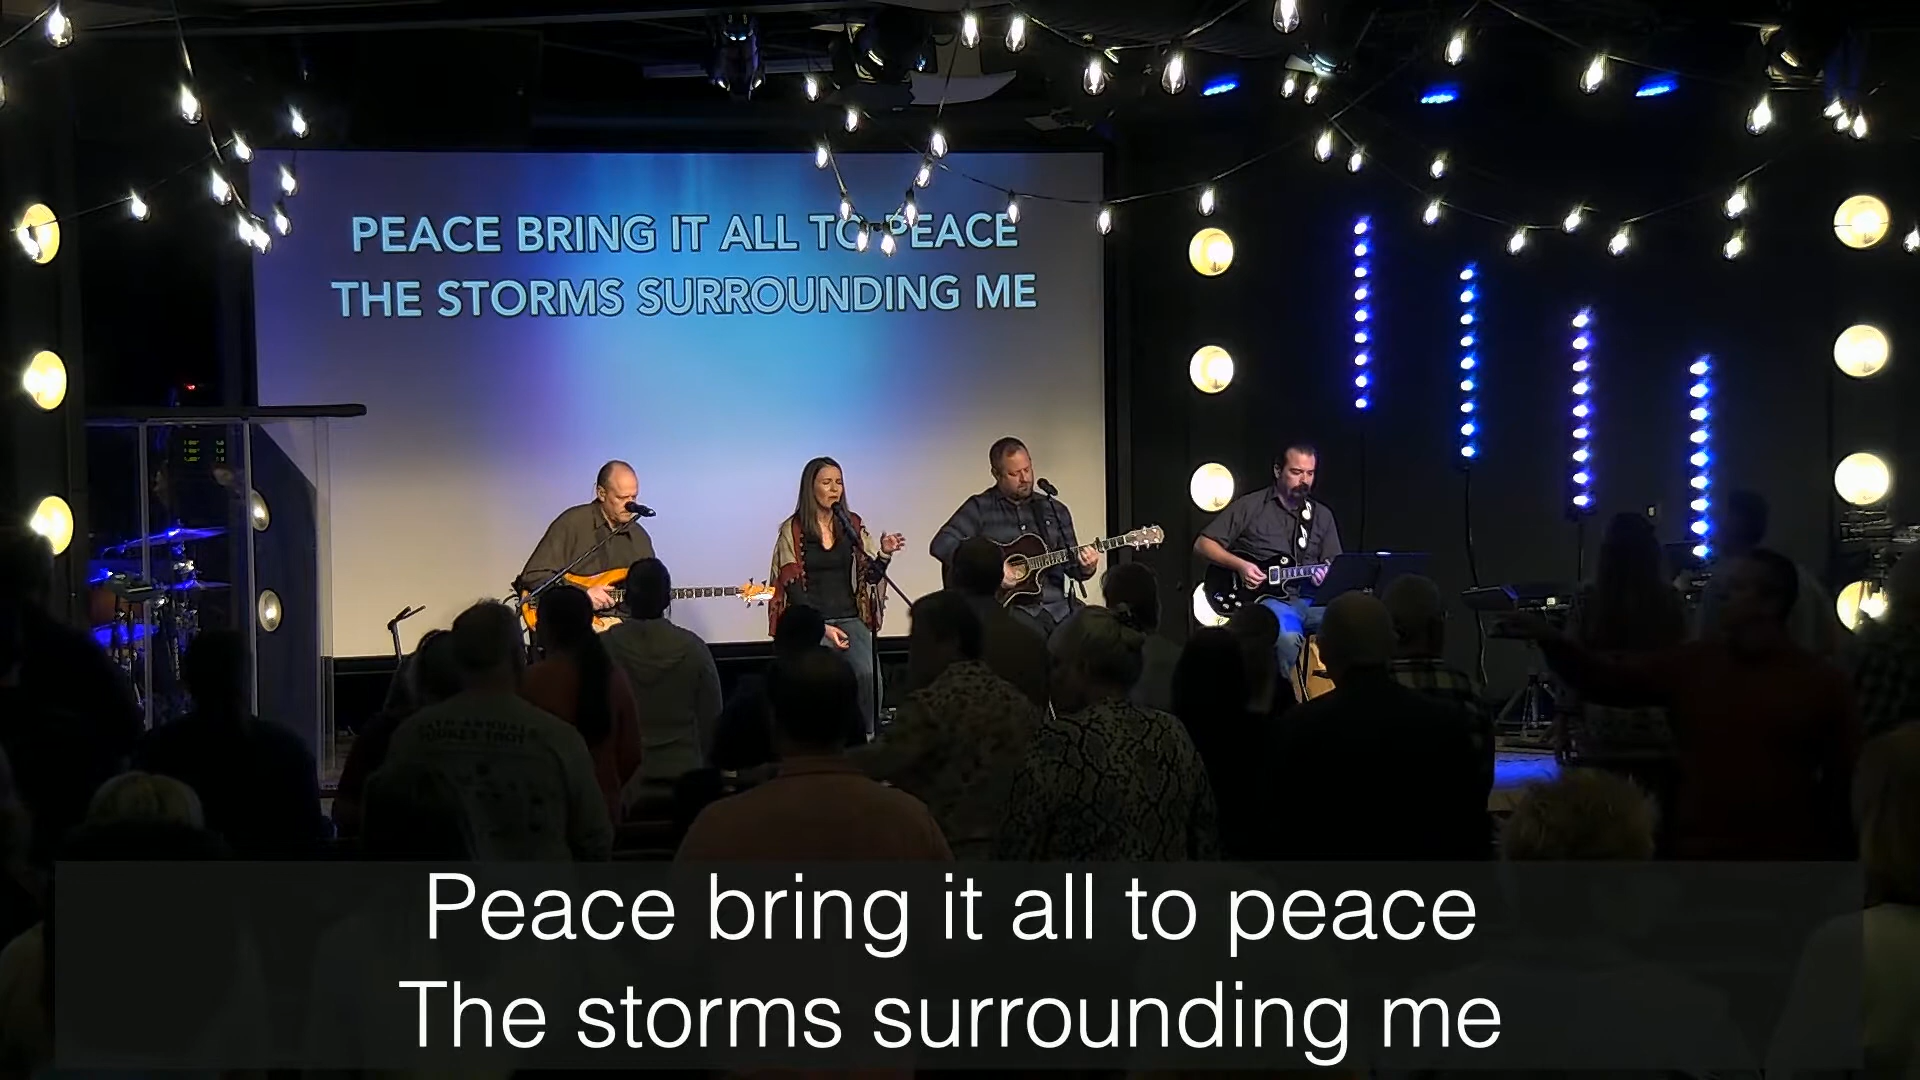 PEACE BRING IT ALL TO PEACE
THE STORMS SURROUNDING ME
Peace bring it all to peace
The storms surrounding me